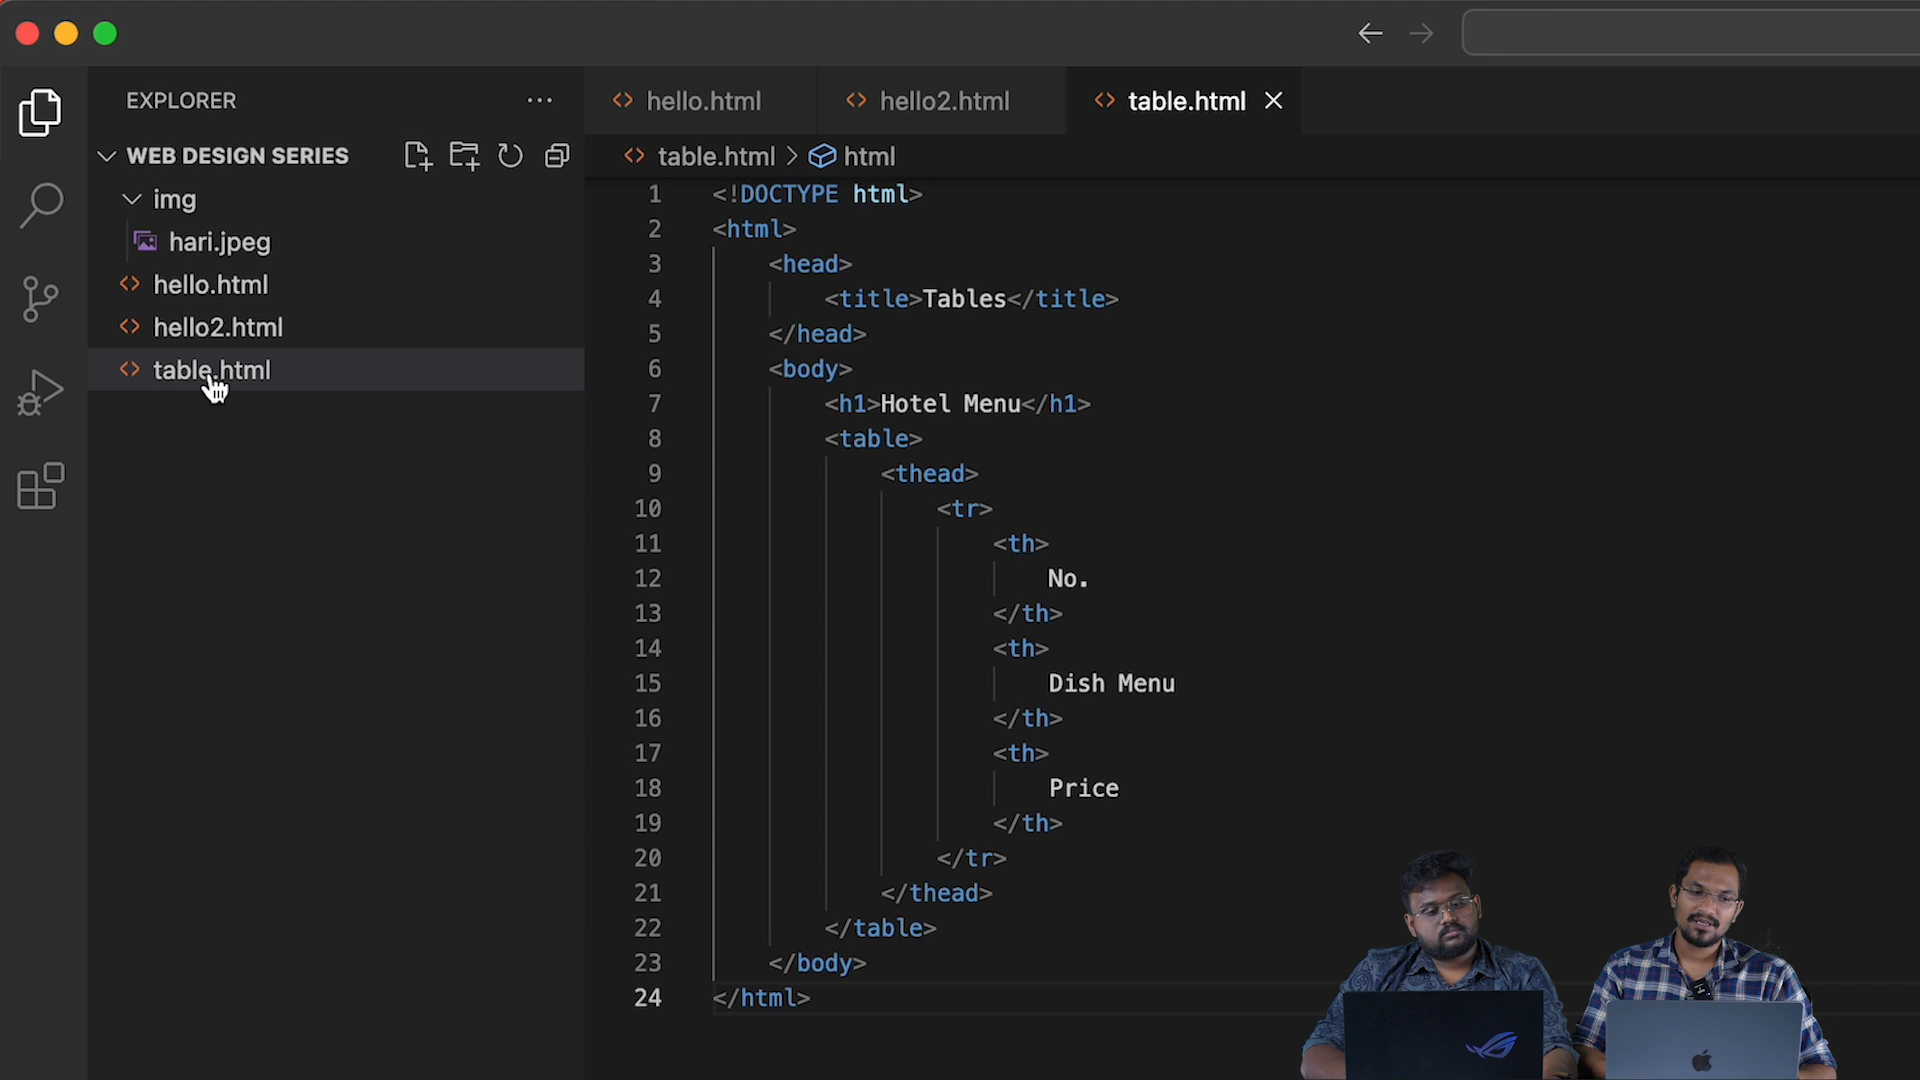 EXPLORER
WEB DESIGN SERIES
img
hari.jpeg
hello.html
hello2.html
table.html
hello.html
hello2.html
table.html
table.html > html
1 <!DOCTYPE html>
2 <html>
3 <head>
4 <title>Tables</title>
5 </head>
6 <body>
7 <h1>Hotel Menu</h1>
8 <table>
9 <thead>
10 <tr>
11 <th>
12 No.
13 </th>
14 <th>
15 Dish Menu
16 </th>
17 <th>
18 Price
19 </th>
20 </tr>
21 </thead>
22 </table>
23 </body>
24 </html>